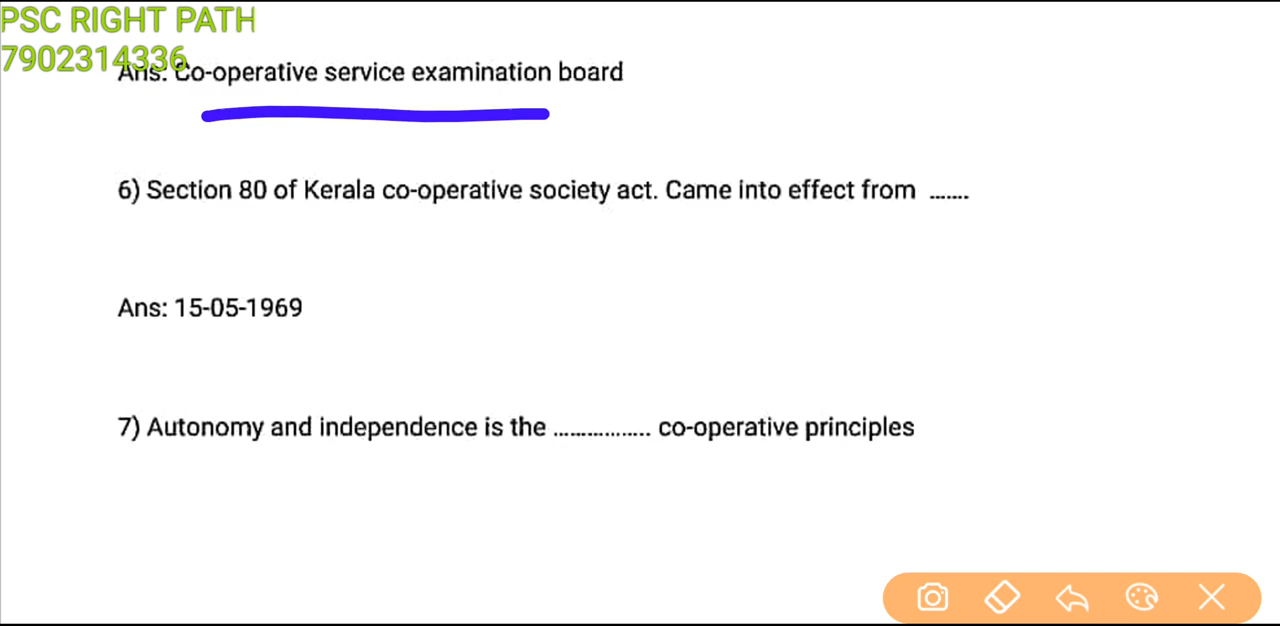 PSC RIGHT PATH
7902314336
Ans: Co-operative service examination board
6) Section 80 of Kerala co-operative society act. Came into effect from .......
Ans: 15-05-1969
7) Autonomy and independence is the ................. co-operative principles